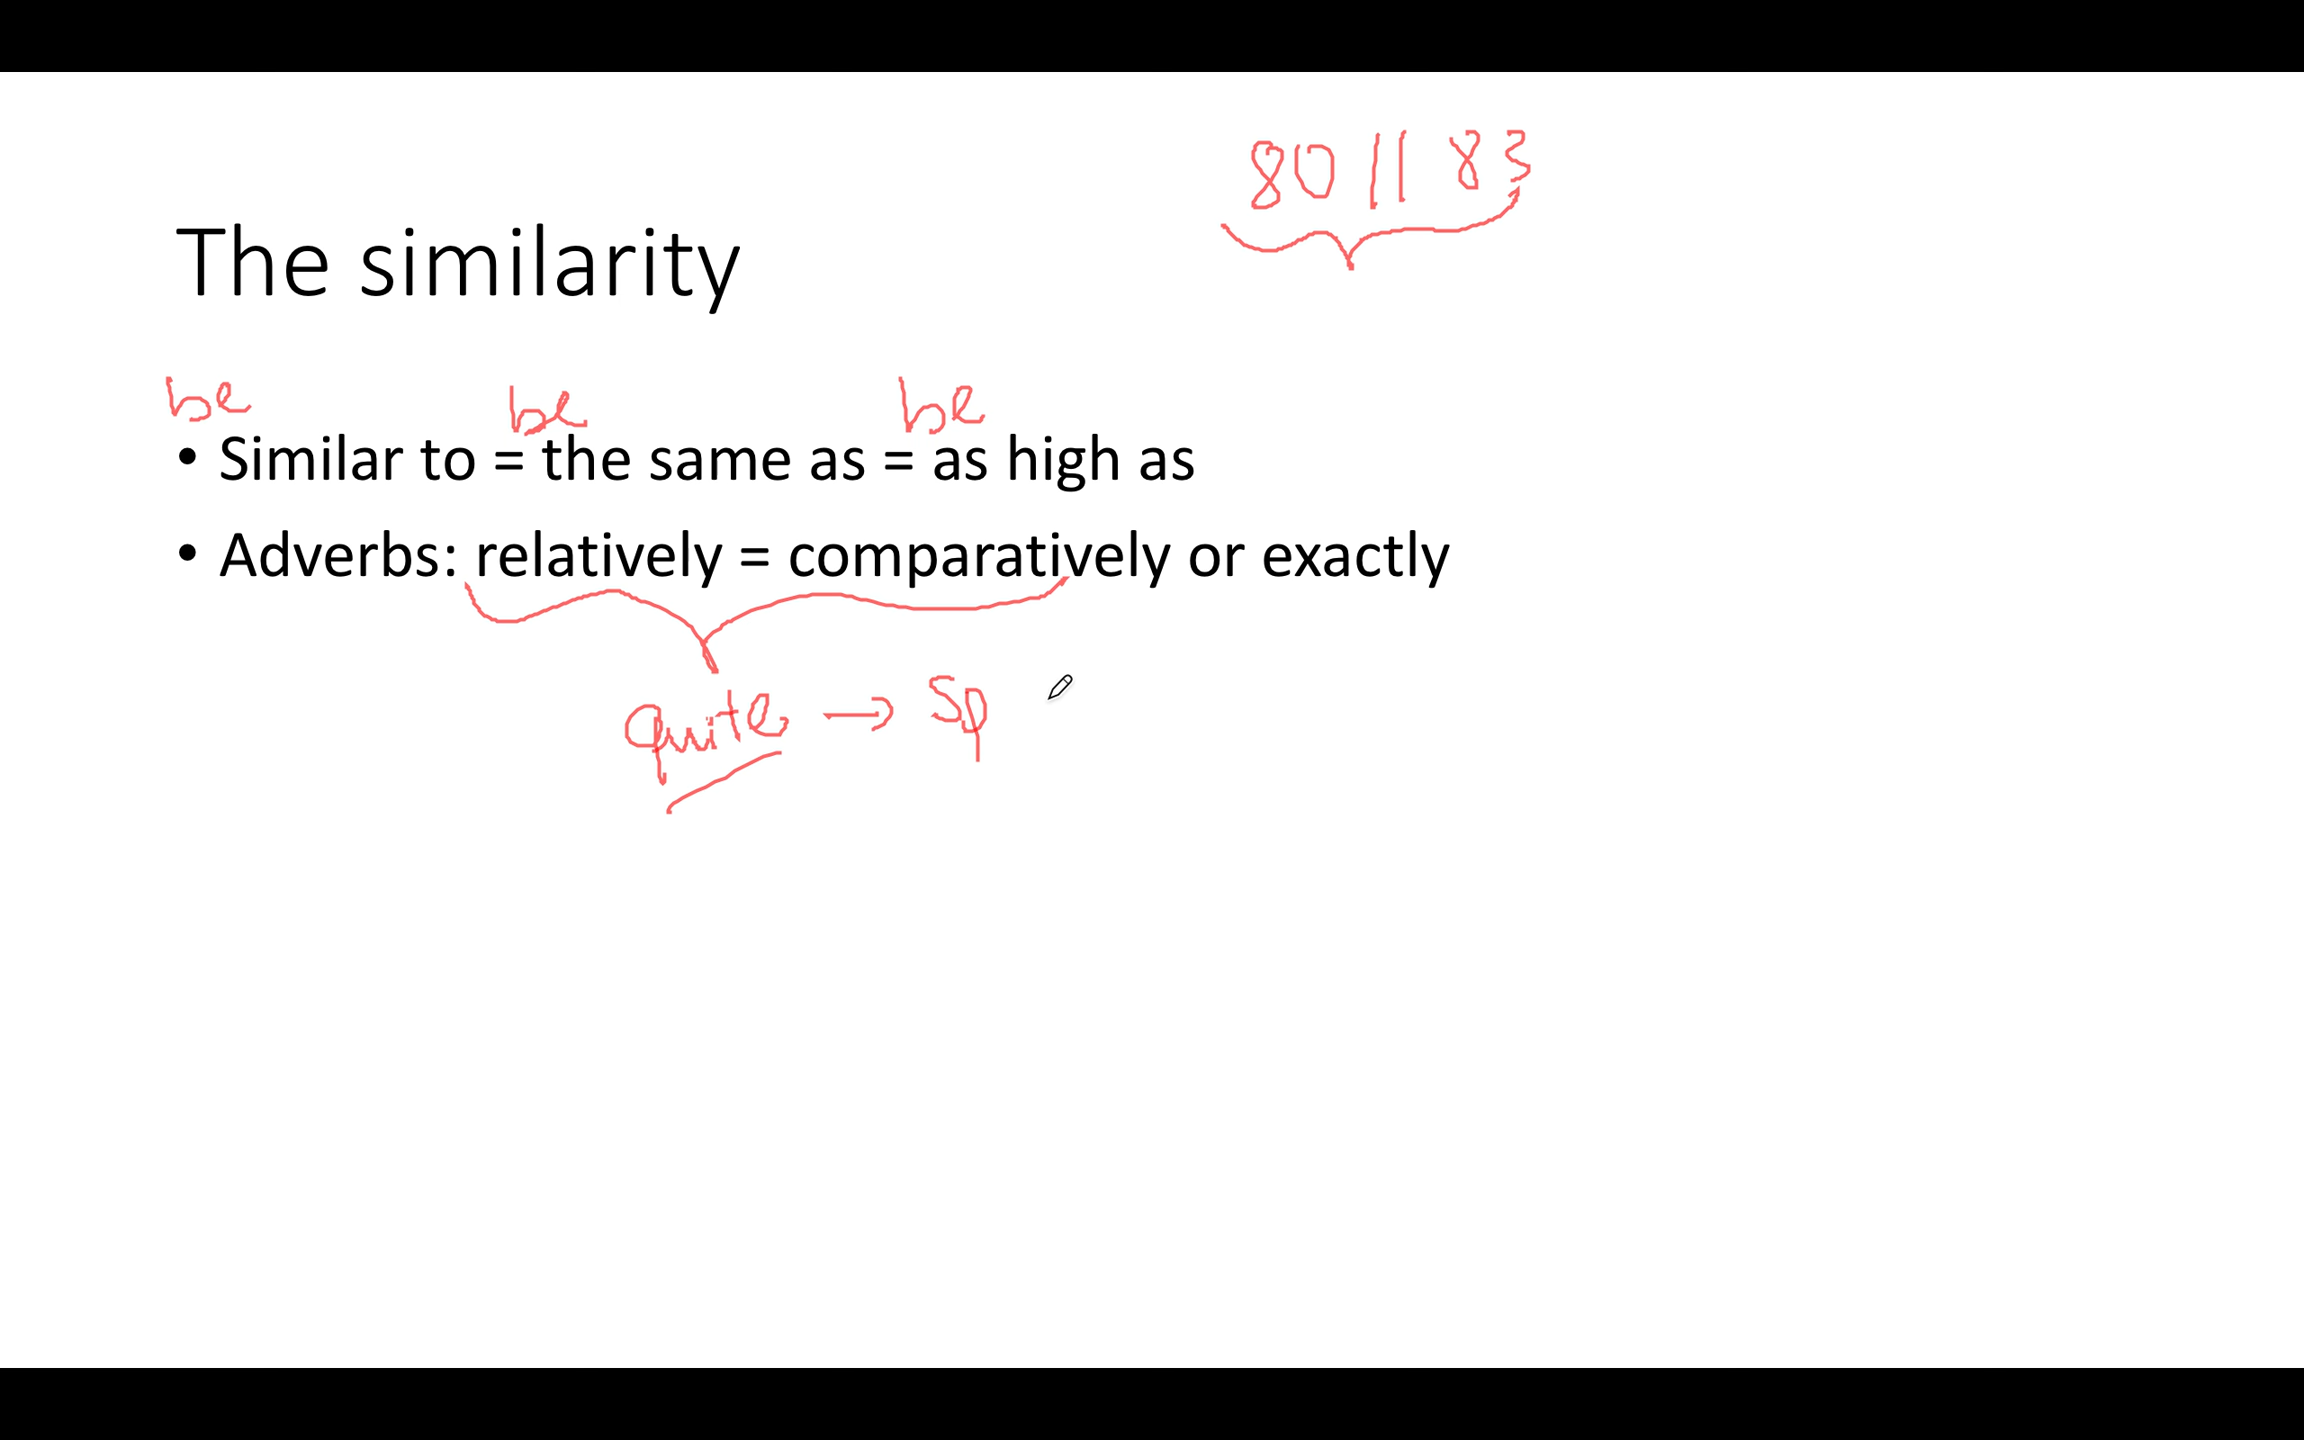 80 11 83
The similarity
be be be
• Similar to = the same as = as high as
• Adverbs: relatively = comparatively or exactly
quite → Sp